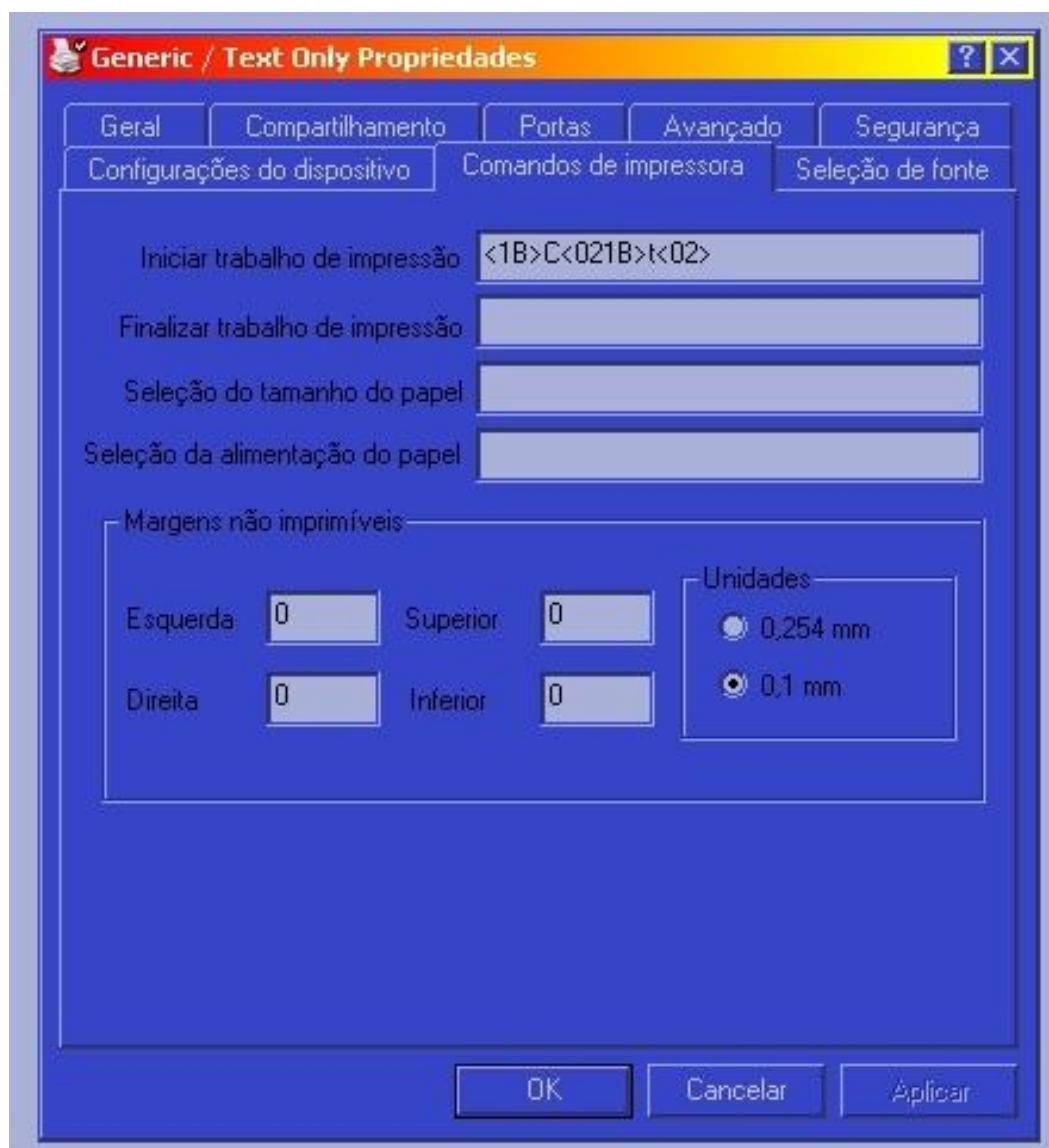 Generic / Text Only Propriedades
Geral Compartilhamento Portas Avançado Segurança
Configurações do dispositivo Comandos de impressora Seleção de fonte
Iniciar trabalho de impressão <1B>C<021B>t<02>
Finalizar trabalho de impressão
Seleção do tamanho do papel
Seleção da alimentação do papel
Margens não imprimíveis
Unidades
Esquerda 0 Superior 0 0,254 mm
Direita 0 Inferior 0 0,1 mm
OK Cancelar Aplicar